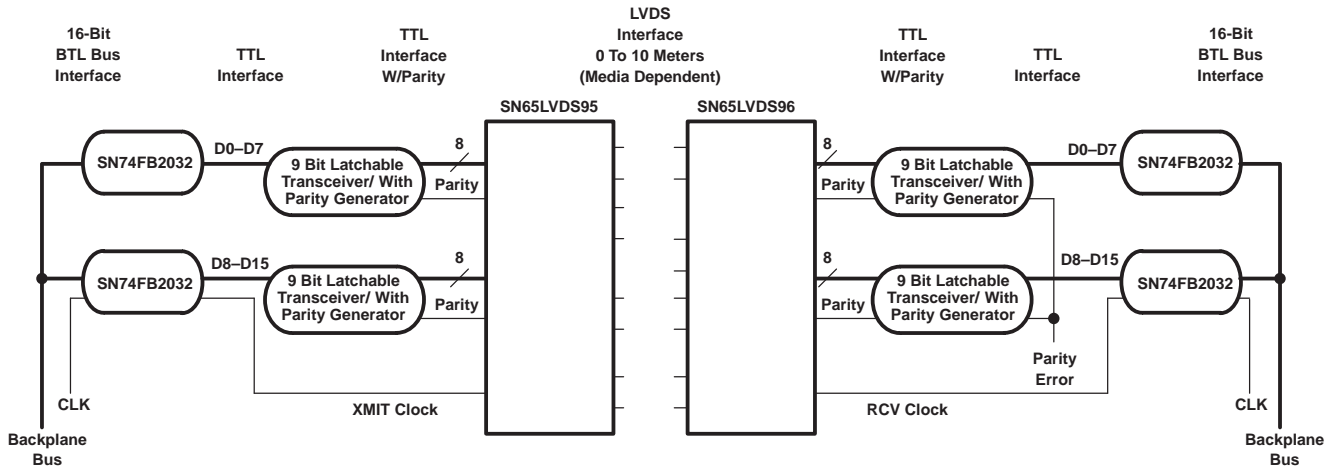 16-Bit
BTL Bus
Interface
TTL
Interface
TTL
Interface
W/Parity
LVDS
Interface
0 To 10 Meters
(Media Dependent)
TTL
Interface
W/Parity
TTL
Interface
16-Bit
BTL Bus
Interface
SN65LVDS95
SN65LVDS96
SN74FB2032
D0–D7
9 Bit Latchable
Transceiver/ With
Parity Generator
8
Parity
8
Parity
9 Bit Latchable
Transceiver/ With
Parity Generator
D0–D7
SN74FB2032
SN74FB2032
D8–D15
9 Bit Latchable
Transceiver/ With
Parity Generator
8
Parity
8
Parity
9 Bit Latchable
Transceiver/ With
Parity Generator
D8–D15
SN74FB2032
Parity
Error
CLK
XMIT Clock
RCV Clock
CLK
Backplane
Bus
Backplane
Bus